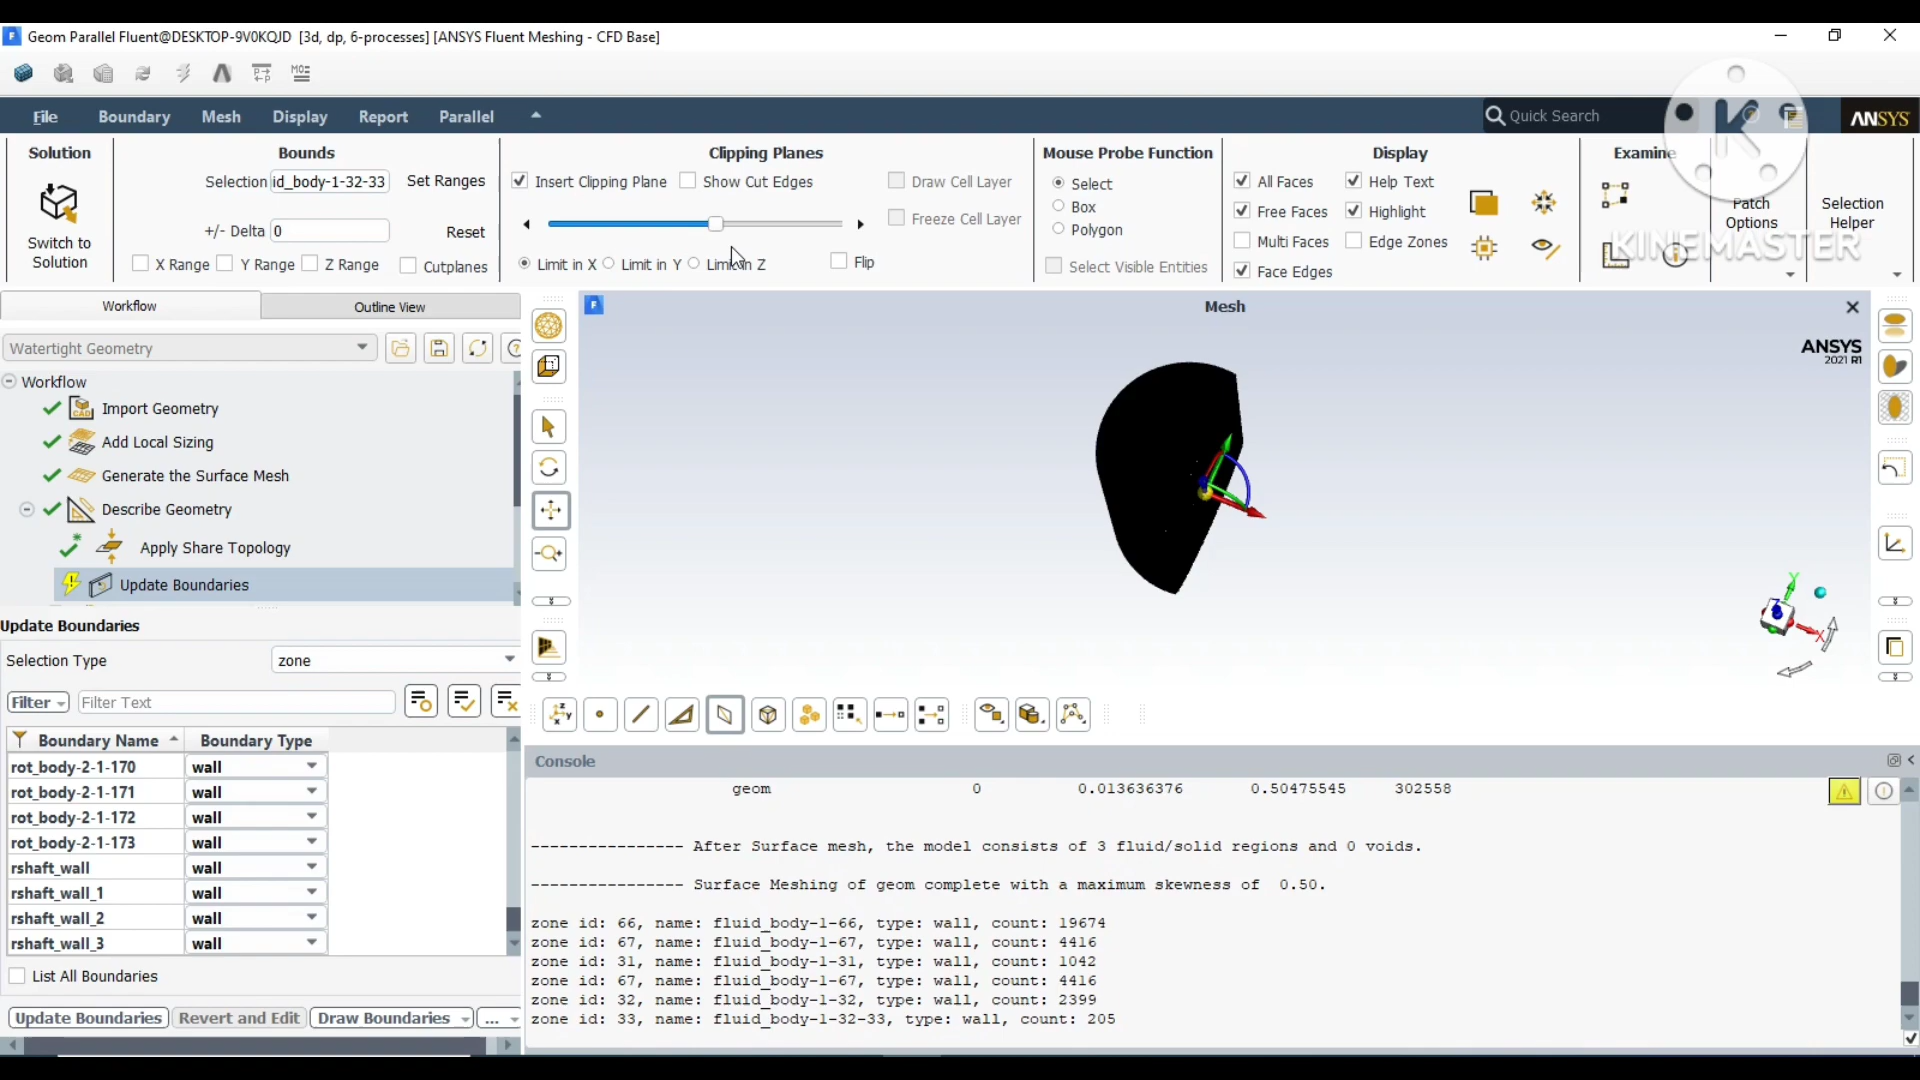 Geom Parallel Fluent@DESKTOP-9V0KQJD [3d, dp, 6-processes] [ANSYS Fluent Meshing - CFD Base]
File Boundary Mesh Display Report Parallel
Quick Search
ANSYS
Solution
Switch to
Solution
Bounds
Selection id_body-1-32-33 Set Ranges
+/- Delta 0 Reset
X Range Y Range Z Range Cutplanes
Clipping Planes
Insert Clipping Plane Show Cut Edges Draw Cell Layer
Freeze Cell Layer
Limit in X Limit in Y Limit in Z Flip
Mouse Probe Function
Select
Box
Polygon
Select Visible Entities
Display
All Faces Help Text
Free Faces Highlight
Multi Faces Edge Zones
Face Edges
Examine
Patch
Options
Selection
Helper
KINEMASTER
Workflow Outline View
Watertight Geometry
Workflow
Import Geometry
Add Local Sizing
Generate the Surface Mesh
Describe Geometry
Apply Share Topology
Update Boundaries
Update Boundaries
Selection Type zone
Filter Filter Text
Boundary Name Boundary Type
rot_body-2-1-170 wall
rot_body-2-1-171 wall
rot_body-2-1-172 wall
rot_body-2-1-173 wall
rshaft_wall wall
rshaft_wall_1 wall
rshaft_wall_2 wall
rshaft_wall_3 wall
List All Boundaries
Update Boundaries Revert and Edit Draw Boundaries ...
Mesh
ANSYS
2021 R1
Y
Z
X
Console
geom 0 0.013636376 0.50475545 302558
---------------- After Surface mesh, the model consists of 3 fluid/solid regions and 0 voids.
---------------- Surface Meshing of geom complete with a maximum skewness of 0.50.
zone id: 66, name: fluid_body-1-66, type: wall, count: 19674
zone id: 67, name: fluid_body-1-67, type: wall, count: 4416
zone id: 31, name: fluid_body-1-31, type: wall, count: 1042
zone id: 67, name: fluid_body-1-67, type: wall, count: 4416
zone id: 32, name: fluid_body-1-32, type: wall, count: 2399
zone id: 33, name: fluid_body-1-32-33, type: wall, count: 205